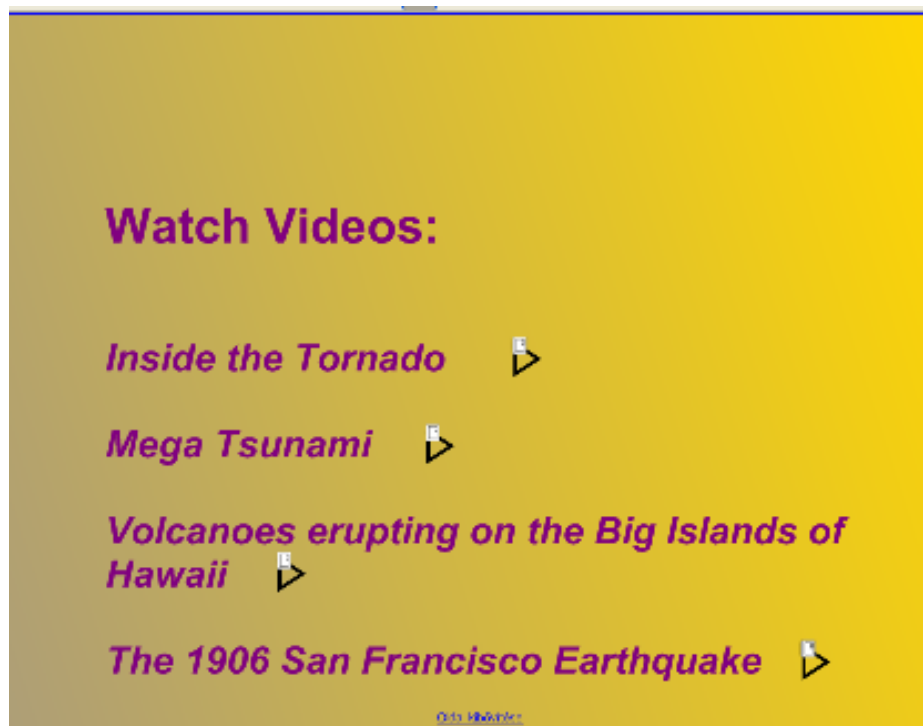 Watch Videos:
Inside the Tornado
Mega Tsunami
Volcanoes erupting on the Big Islands of
Hawaii
The 1906 San Francisco Earthquake